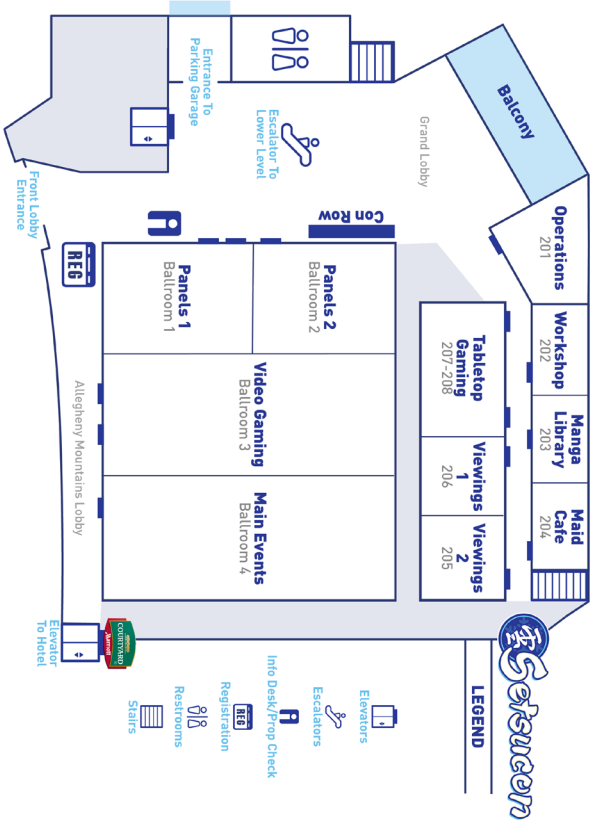 Balcony
Operations
201
Workshop
202
Manga
Library
203
Maid
Cafe
204
Grand Lobby
Entrance To
Parking Garage
Escalator To
Lower Level
Con Row
Tabletop
Gaming
207-208
Viewings
1
206
Viewings
2
205
Panels 2
Ballroom 2
Panels 1
Ballroom 1
Video Gaming
Ballroom 3
Main Events
Ballroom 4
Front Lobby
Entrance
REG
Allegheny Mountains Lobby
Elevator
To Hotel
COURTYARD
Marriott
雪
Setsucon
LEGEND
Elevators
Escalators
Info Desk/Prop Check
REG
Registration
Restrooms
Stairs